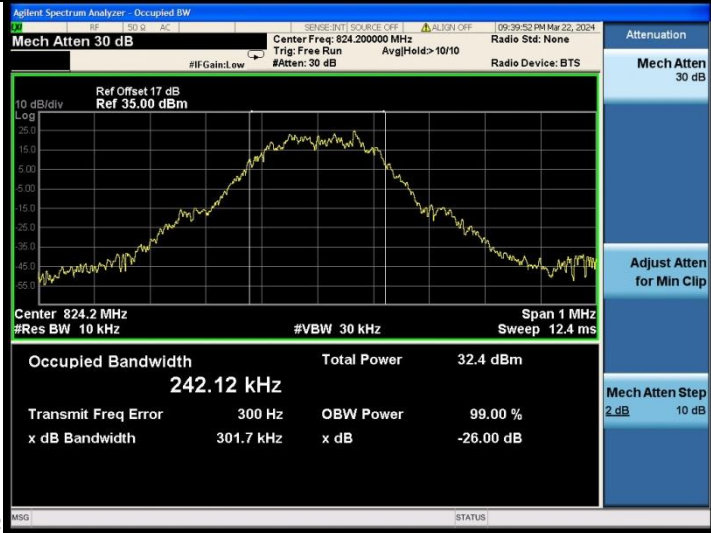 Agilent Spectrum Analyzer - Occupied BW
RF 50 Ω AC SENSE:INT SOURCE OFF ALIGN OFF 09:39:52 PM Mar 22, 2024
Mech Atten 30 dB
Center Freq: 824.200000 MHz
Radio Std: None
Trig: Free Run Avg|Hold:> 10/10
#IFGain:Low #Atten: 30 dB Radio Device: BTS
Ref Offset 17 dB
10 dB/div Ref 35.00 dBm
Log
25.0
15.0
5.00
-5.00
-15.0
-25.0
-35.0
-45.0
-55.0
Center 824.2 MHz Span 1 MHz
#Res BW 10 kHz #VBW 30 kHz Sweep 12.4 ms
Occupied Bandwidth Total Power 32.4 dBm
242.12 kHz
Transmit Freq Error 300 Hz OBW Power 99.00 %
x dB Bandwidth 301.7 kHz x dB -26.00 dB
MSG STATUS
Attenuation
Mech Atten
30 dB
Adjust Atten
for Min Clip
Mech Atten Step
2 dB 10 dB